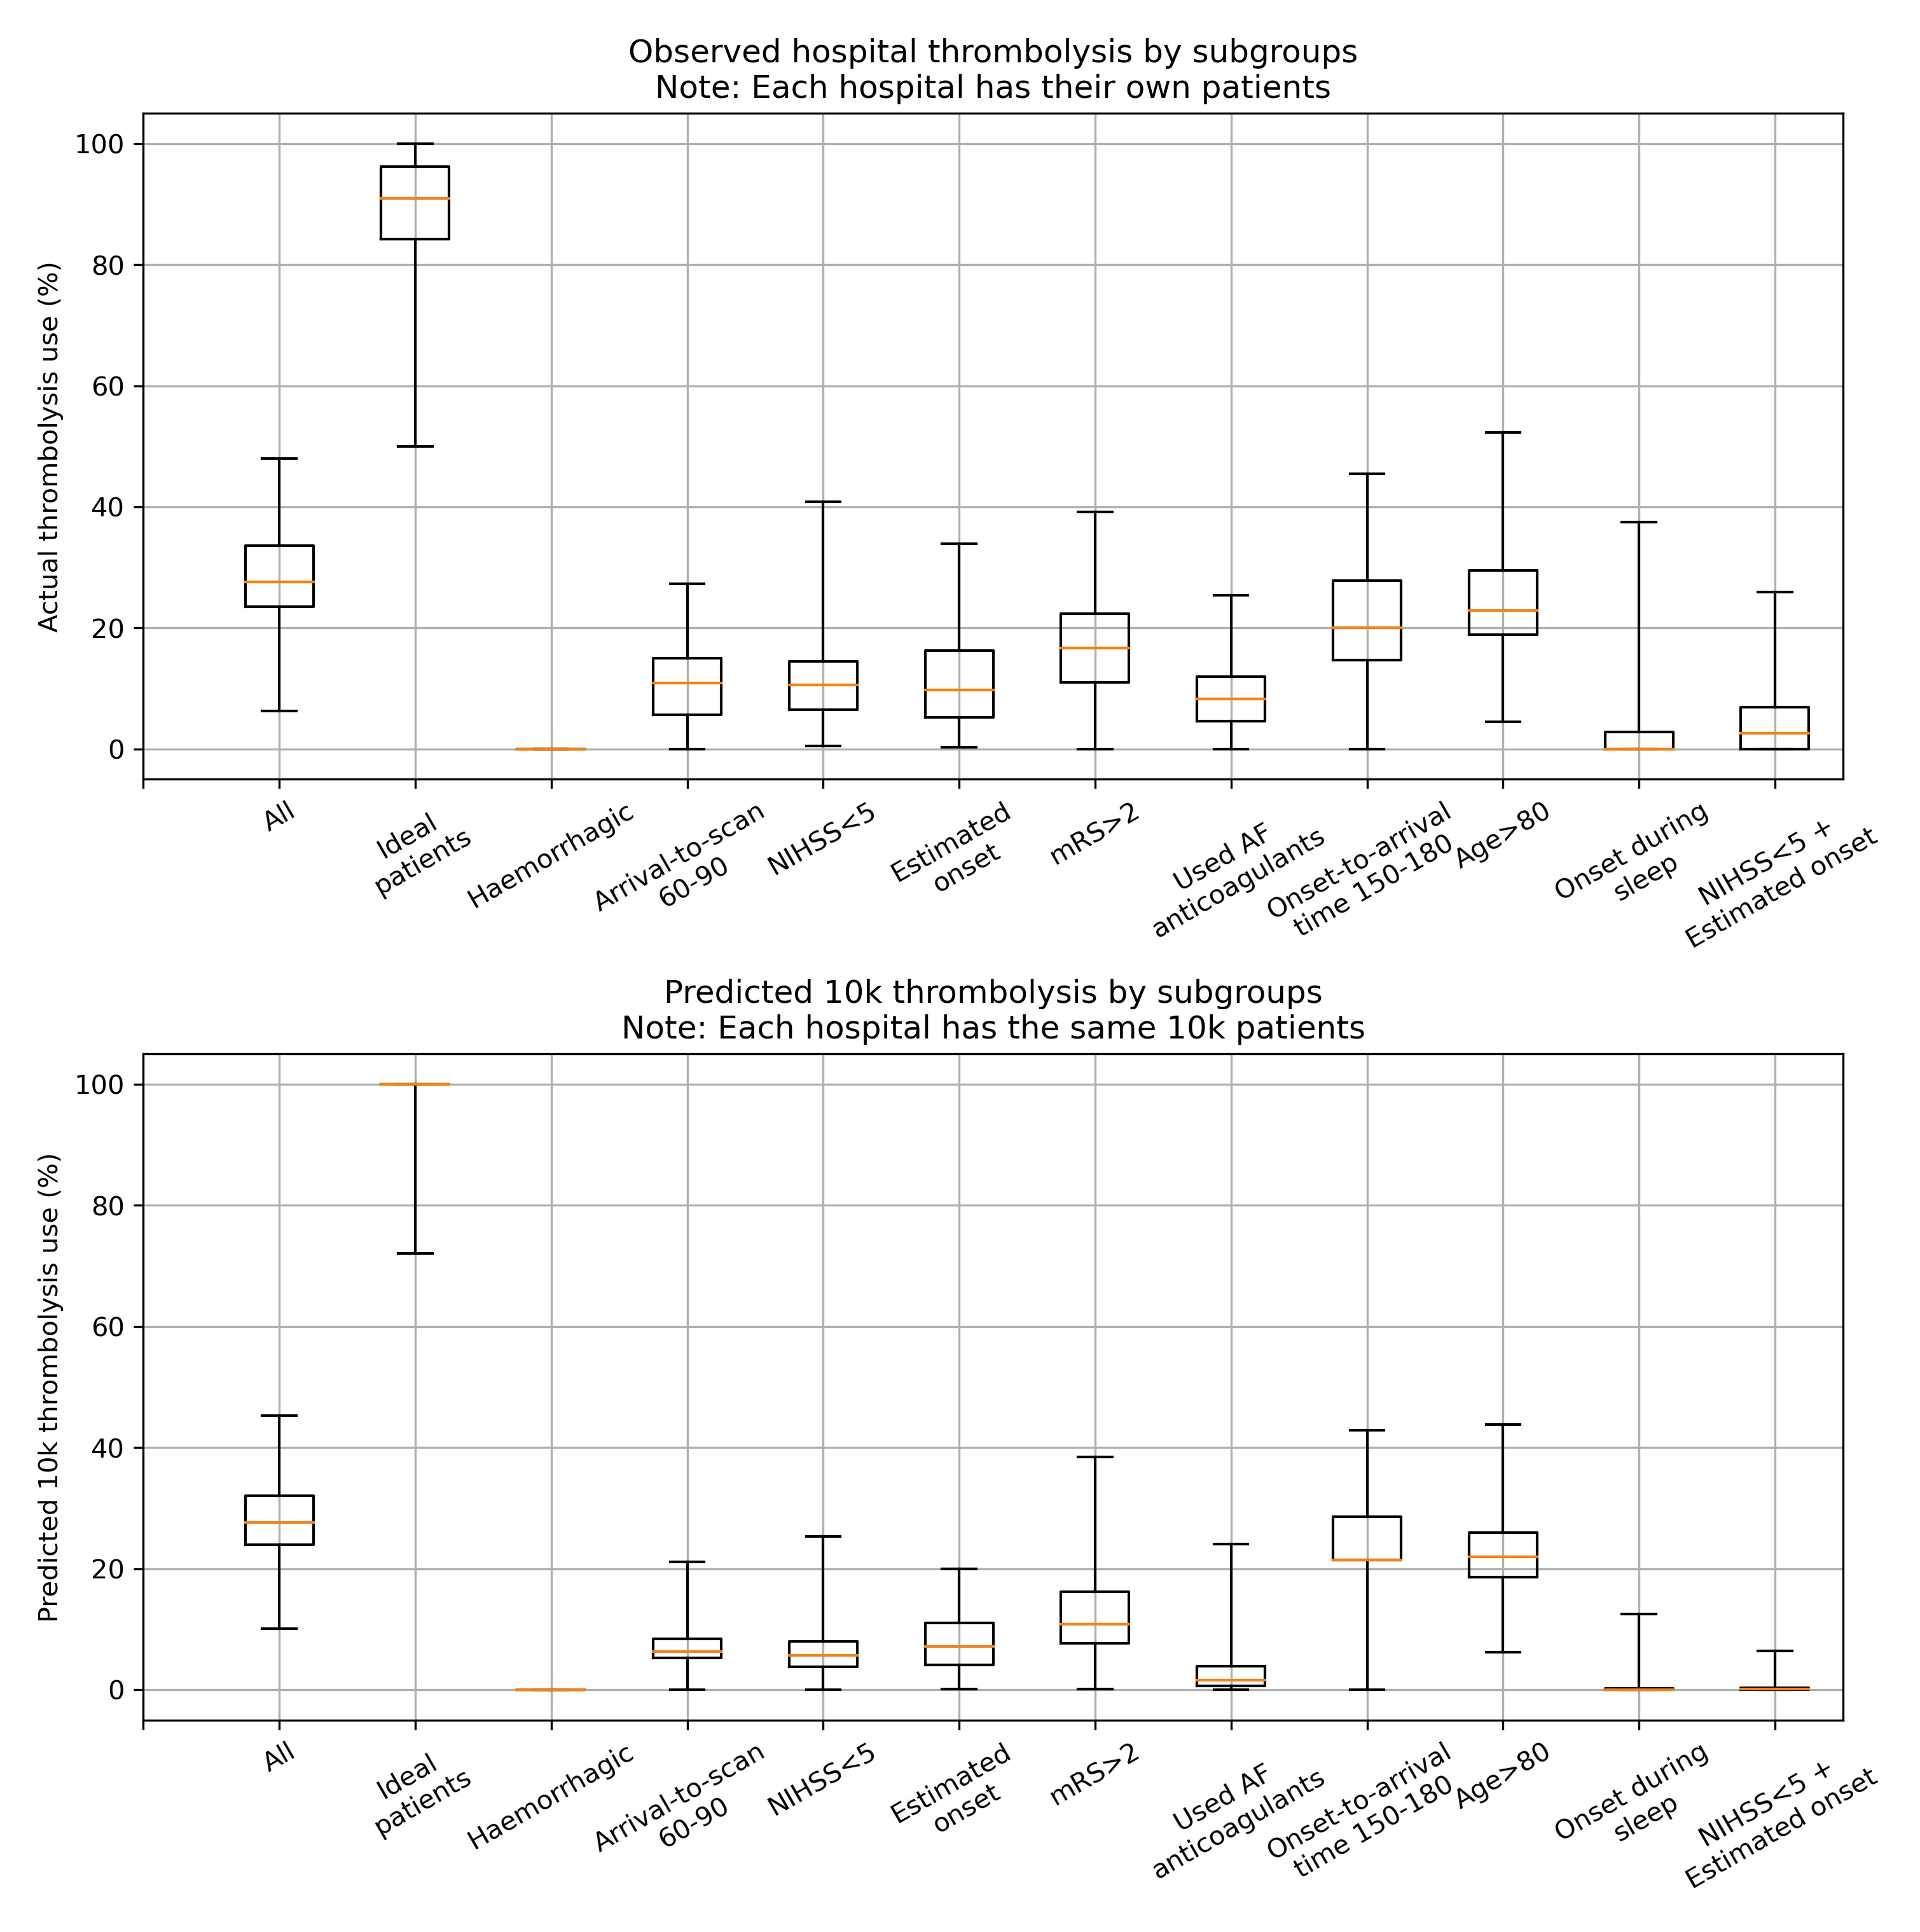 Observed hospital thrombolysis by subgroups
Note: Each hospital has their own patients
Actual thrombolysis use (%)
100
80
60
40
20
0
All
Ideal
patients
Haemorrhagic
Arrival-to-scan
60-90
NIHSS<5
Estimated
onset
mRS>2
Used AF
anticoagulants
Onset-to-arrival
time 150-180
Age>80
Onset during
sleep
NIHSS<5 +
Estimated onset
Predicted 10k thrombolysis by subgroups
Note: Each hospital has the same 10k patients
Predicted 10k thrombolysis use (%)
100
80
60
40
20
0
All
Ideal
patients
Haemorrhagic
Arrival-to-scan
60-90
NIHSS<5
Estimated
onset
mRS>2
Used AF
anticoagulants
Onset-to-arrival
time 150-180
Age>80
Onset during
sleep
NIHSS<5 +
Estimated onset